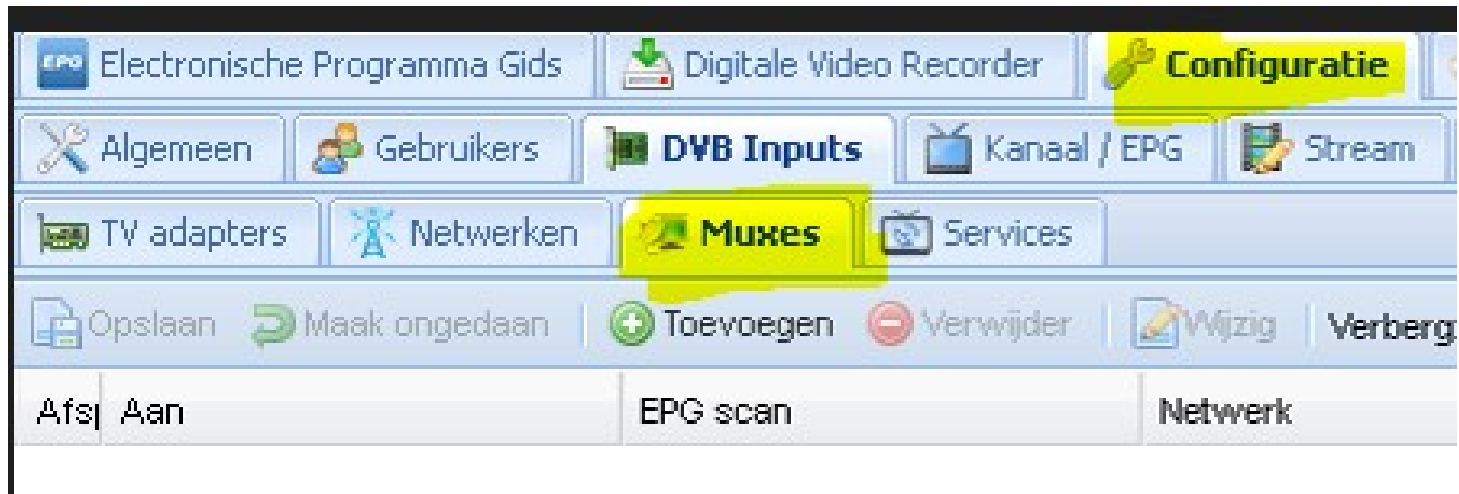 EPG Electronische Programma Gids Digitale Video Recorder Configuratie
Algemeen Gebruikers DVB Inputs Kanaal / EPG Stream
TV adapters Netwerken Muxes Services
Opslaan Maak ongedaan Toevoegen Verwijder Wijzig Verberg
Afs Aan EPG scan Netwerk